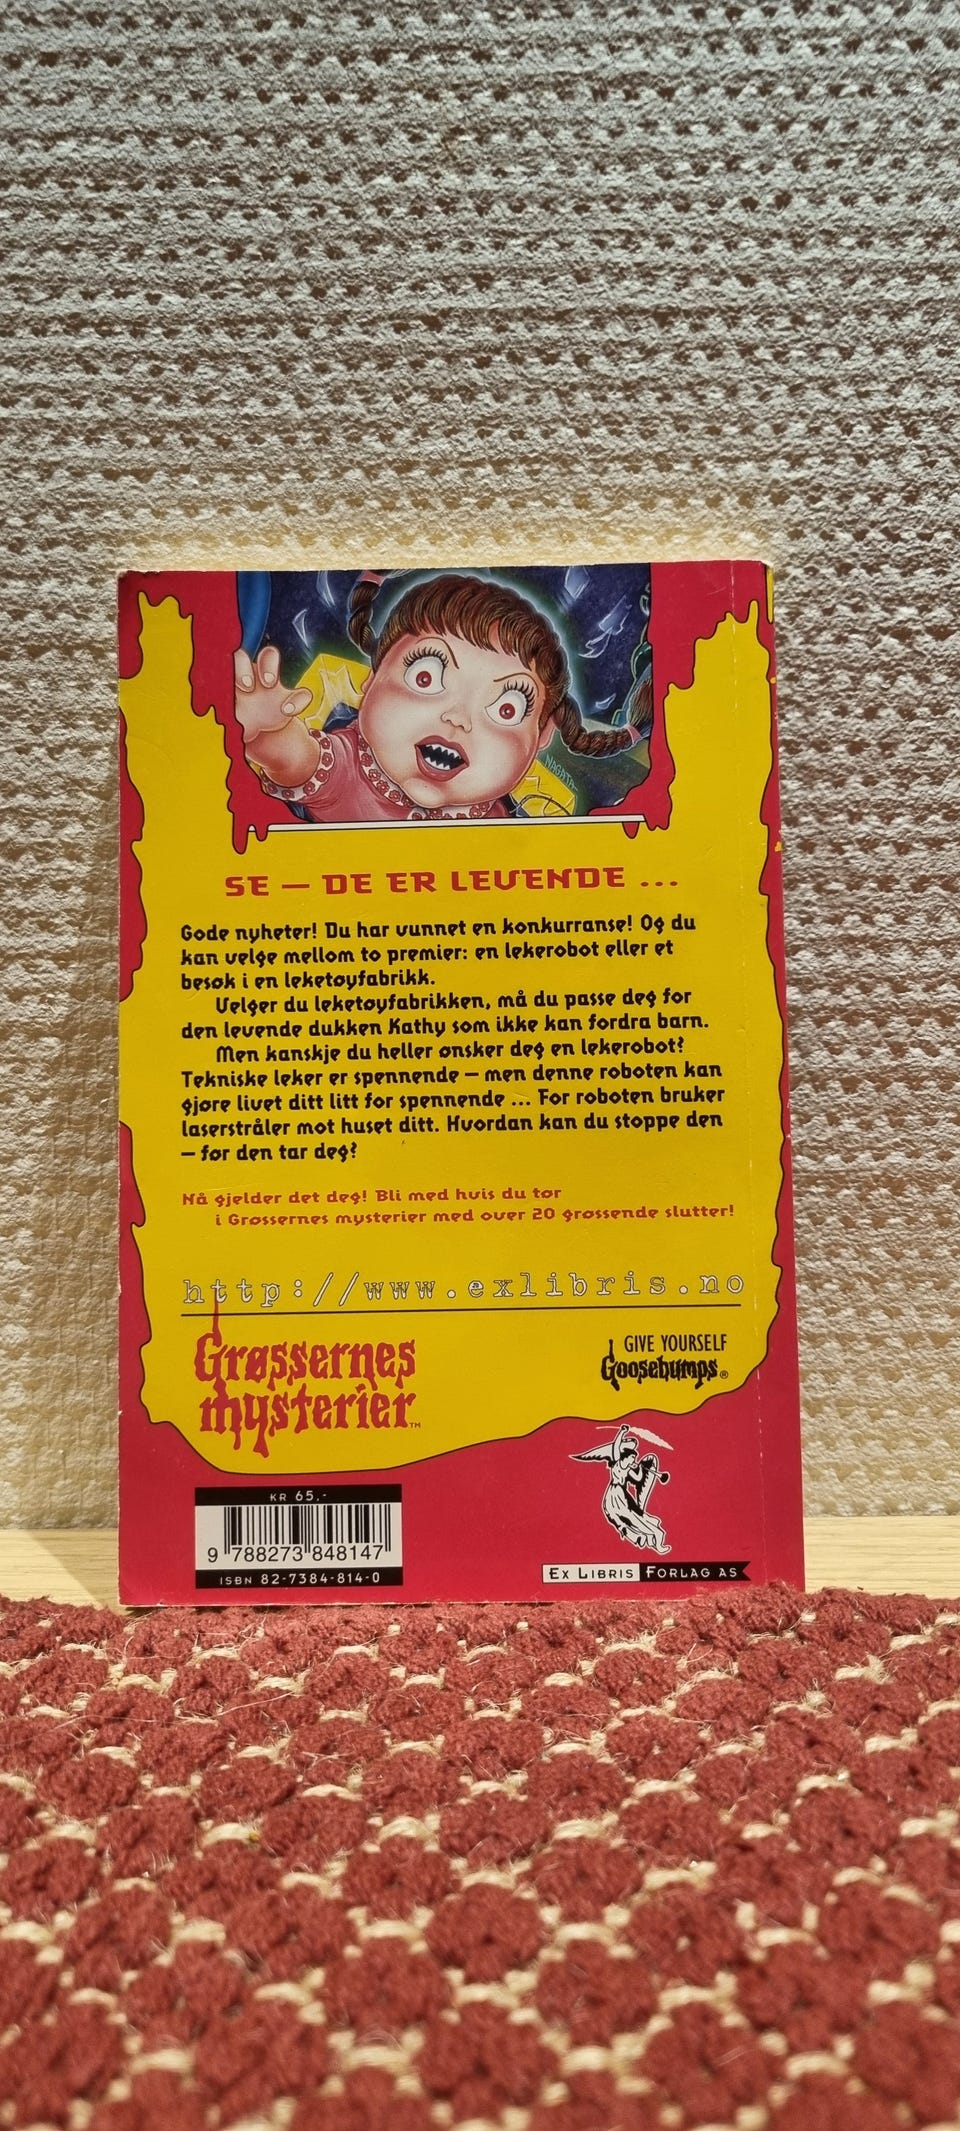 NAGATA
SE — DE ER LEVENDE ...
Gode nyheter! Du har vunnet en konkurranse! Og du
kan velge mellom to premier: en lekerobot eller et
besøk i en leketøyfabrikk.
Velger du leketøyfabrikken, må du passe deg for
den levende dukken Kathy som ikke kan fordra barn.
Men kanskje du heller ønsker deg en lekerobot?
Tekniske leker er spennende — men denne roboten kan
gjøre livet ditt litt for spennende ... For roboten bruker
laserstråler mot huset ditt. Hvordan kan du stoppe den
— før den tar deg?
Nå gjelder det deg! Bli med hvis du tør
i Grøssernes mysterier med over 20 grøssende slutter!
http://www.exlibris.no
Grøssernes
mysterier™
GIVE YOURSELF
Goosebumps®
KR 65,-
9 788273 848147
ISBN 82-7384-814-0
EX LIBRIS FORLAG AS